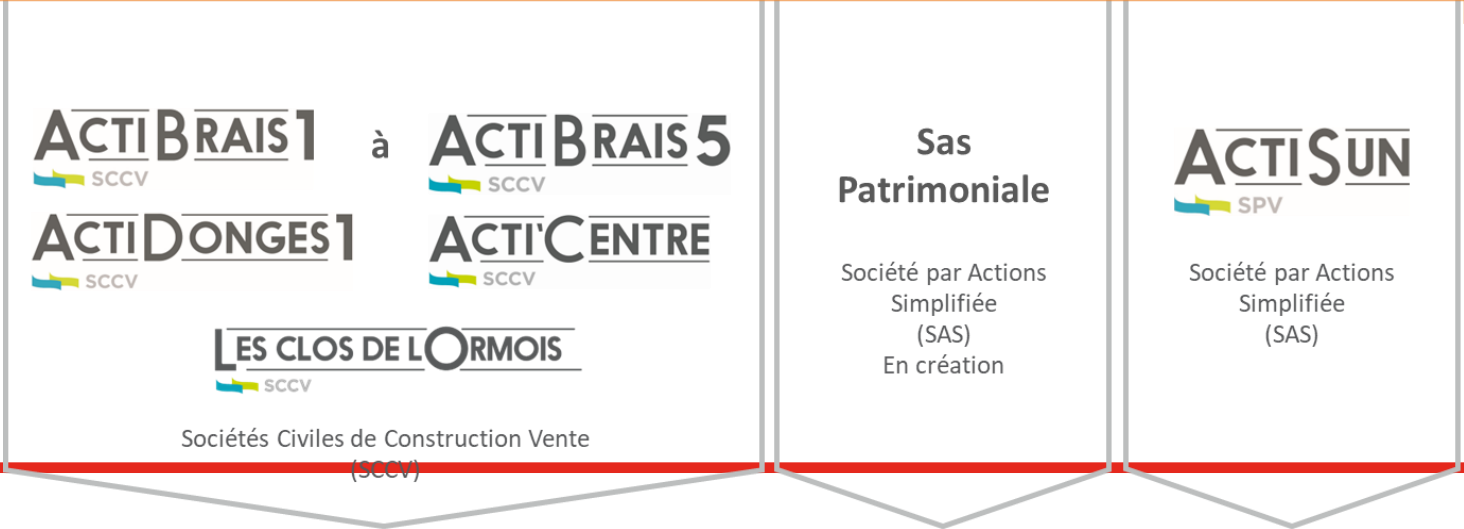 ACTIBRAIS1 à ACTIBRAIS5
SCCV SCCV
ACTIDONGES1 ACTI'CENTRE
SCCV SCCV
LES CLOS DE LORMOIS
SCCV
Sociétés Civiles de Construction Vente
(SCCV)
Sas
Patrimoniale
Société par Actions
Simplifiée
(SAS)
En création
ACTISUN
SPV
Société par Actions
Simplifiée
(SAS)